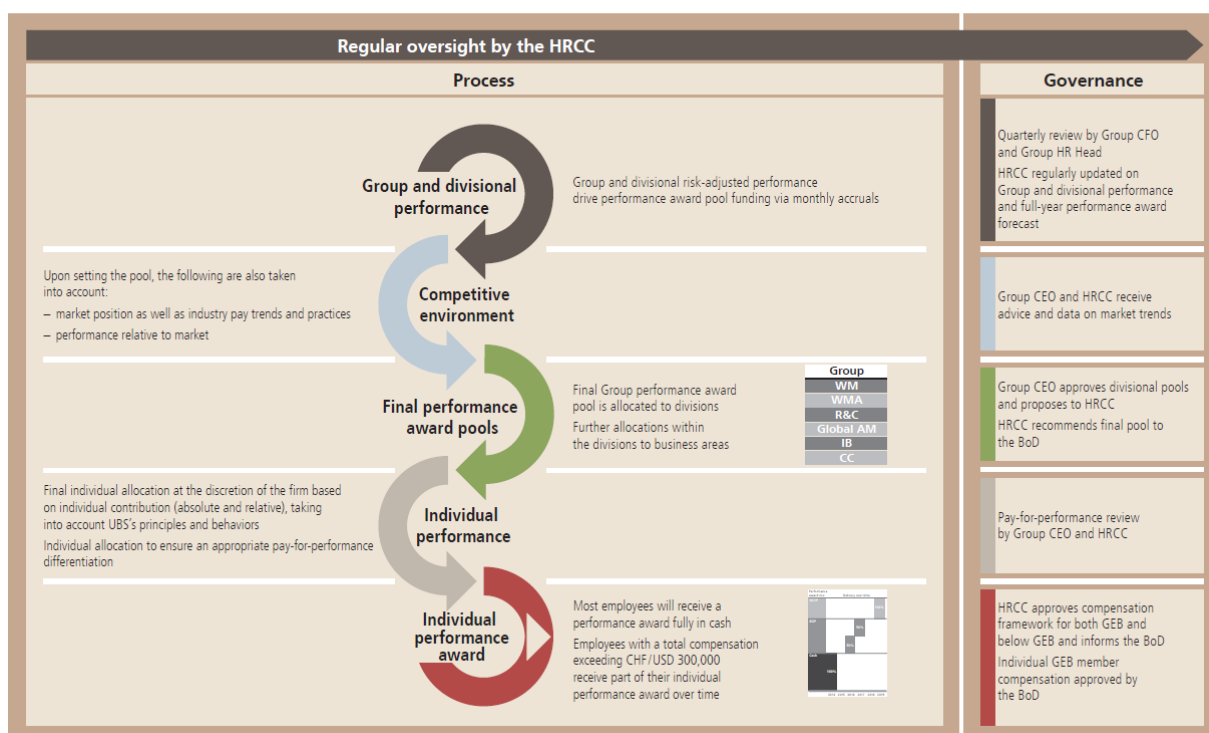 Regular oversight by the HRCC
Process
Governance
Group and divisional
performance
Group and divisional risk-adjusted performance
drive performance award pool funding via monthly accruals
Quarterly review by Group CFO
and Group HR Head
HRCC regularly updated on
Group and divisional performance
and full-year performance award
forecast
Upon setting the pool, the following are also taken
into account:
– market position as well as industry pay trends and practices
– performance relative to market
Competitive
environment
Group CEO and HRCC receive
advice and data on market trends
Final performance
award pools
Final Group performance award
pool is allocated to divisions
Further allocations within
the divisions to business areas
Group
WM
WMA
R&C
Global AM
IB
CC
Group CEO approves divisional pools
and proposes to HRCC
HRCC recommends final pool to
the BoD
Final individual allocation at the discretion of the firm based
on individual contribution (absolute and relative), taking
into account UBS's principles and behaviors
Individual allocation to ensure an appropriate pay-for-performance
differentiation
Individual
performance
Pay-for-performance review
by Group CEO and HRCC
Individual
performance
award
Most employees will receive a
performance award fully in cash
Employees with a total compensation
exceeding CHF/USD 300,000
receive part of their individual
performance award over time
HRCC approves compensation
framework for both GEB and
below GEB and informs the BoD
Individual GEB member
compensation approved by
the BoD